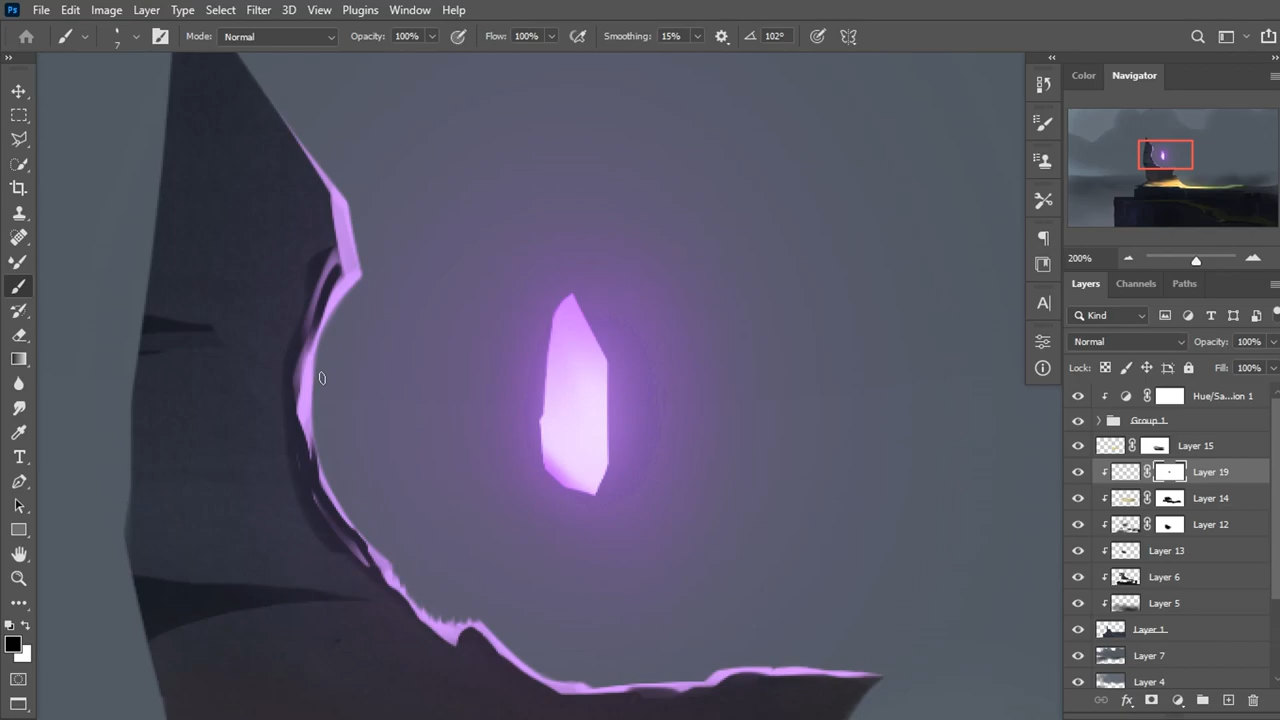 Ps File Edit Image Layer Type Select Filter 3D View Plugins Window Help
7 Mode: Normal Opacity: 100% Flow: 100% Smoothing: 15% 102°
Color Navigator
200%
Layers Channels Paths
Kind
Normal Opacity: 100%
Lock: Fill: 100%
Hue/Sa...ion 1
Group 1
Layer 15
Layer 19
Layer 14
Layer 12
Layer 13
Layer 6
Layer 5
Layer 1
Layer 7
Layer 4